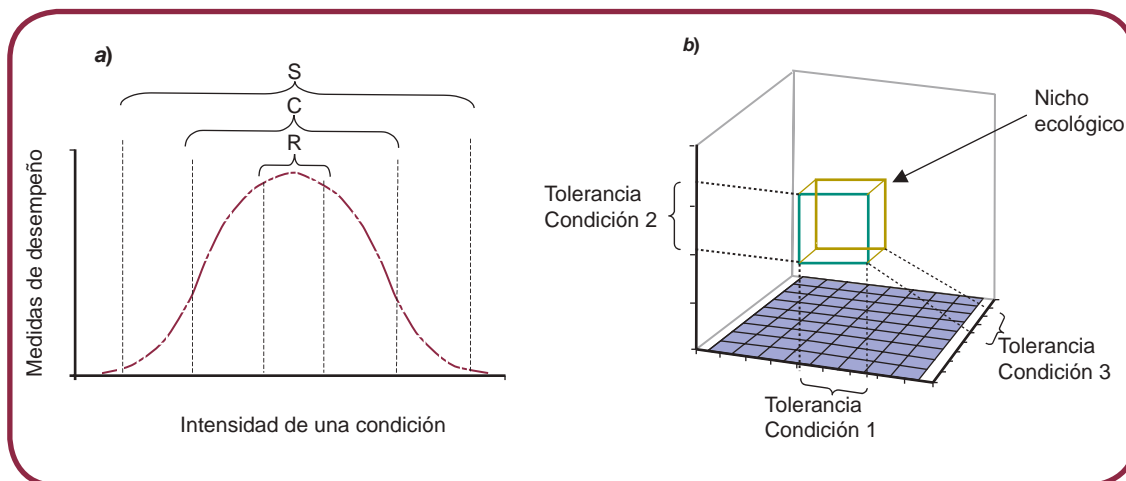 a)
S
C
R
Medidas de desempeño
Intensidad de una condición
b)
Nicho
ecológico
Tolerancia
Condición 2
Tolerancia
Condición 3
Tolerancia
Condición 1